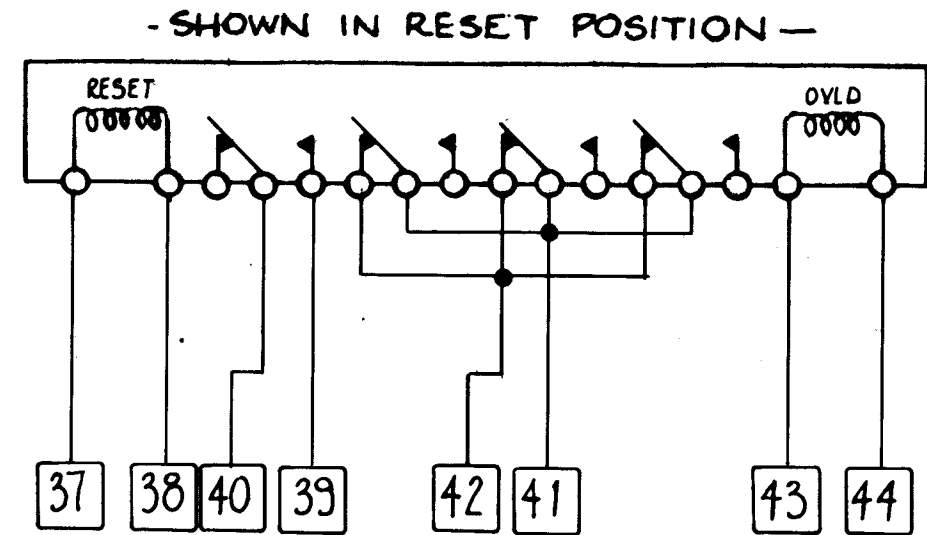 - SHOWN IN RESET POSITION —
RESET
OVLD
37 38 40 39 42 41 43 44